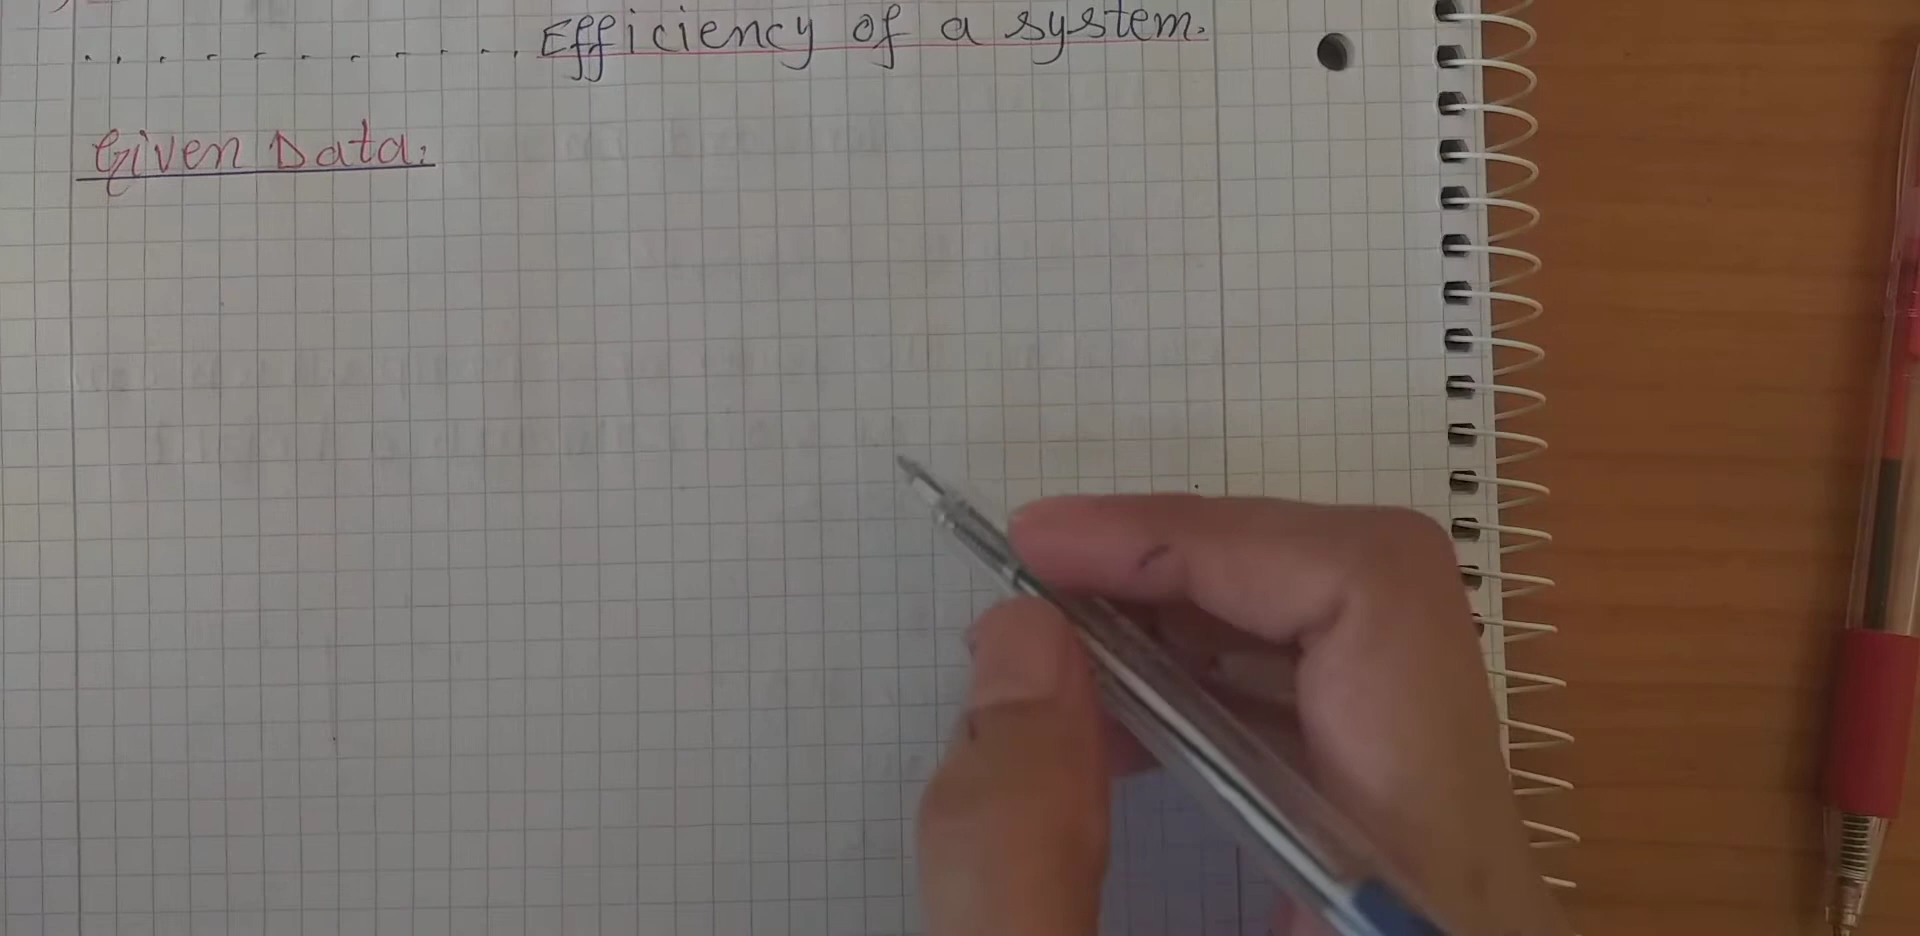 . . . . . . . . . . Efficiency of a system.
Given Data: